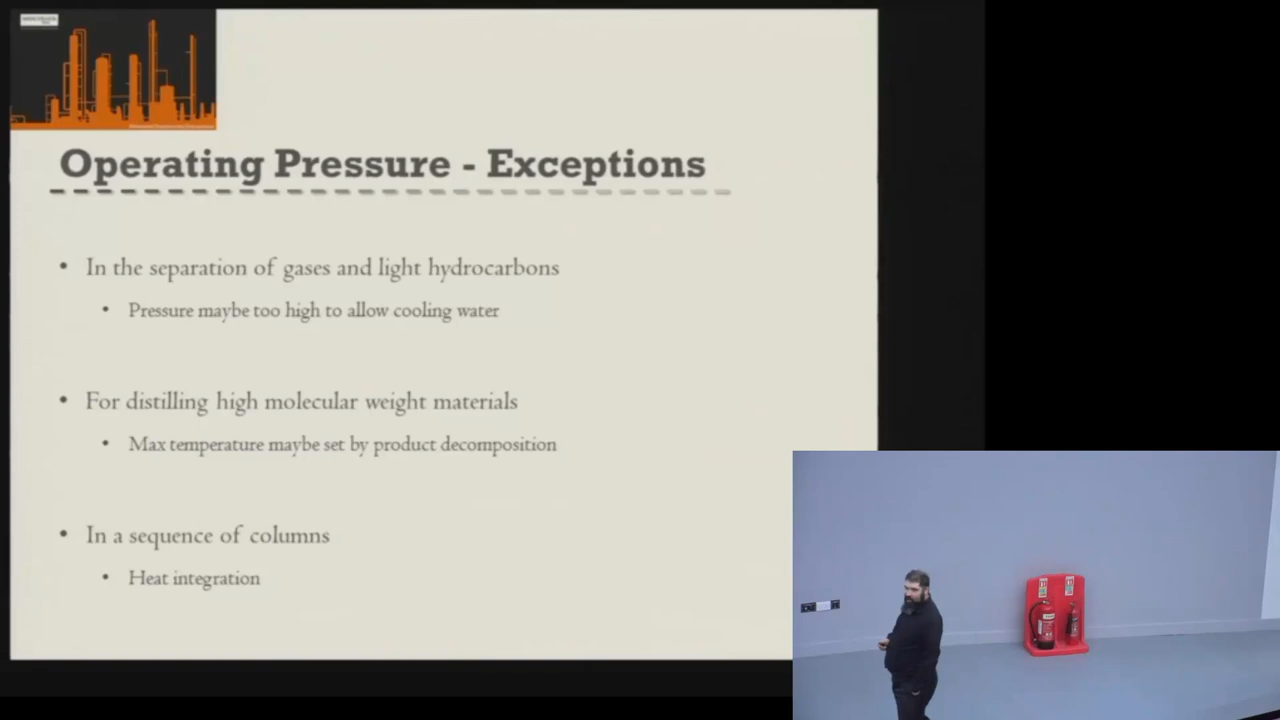 Operating Pressure - Exceptions
• In the separation of gases and light hydrocarbons
• Pressure maybe too high to allow cooling water
• For distilling high molecular weight materials
• Max temperature maybe set by product decomposition
• In a sequence of columns
• Heat integration